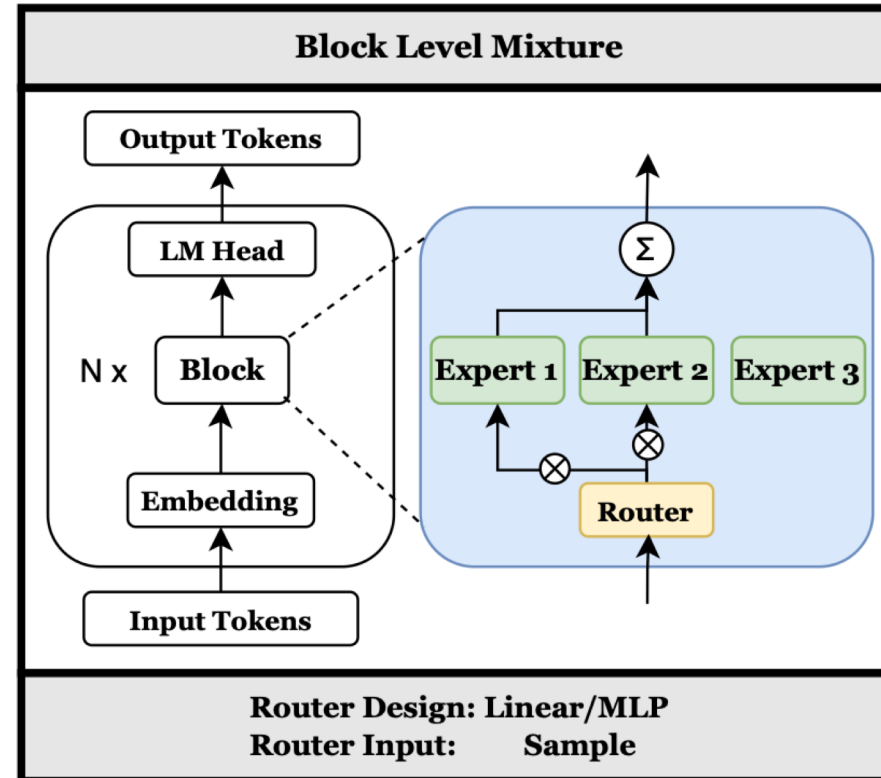 Block Level Mixture
Output Tokens
LM Head
N x
Block
Embedding
Input Tokens
Σ
Expert 1
Expert 2
Expert 3
Router
Router Design: Linear/MLP
Router Input: Sample